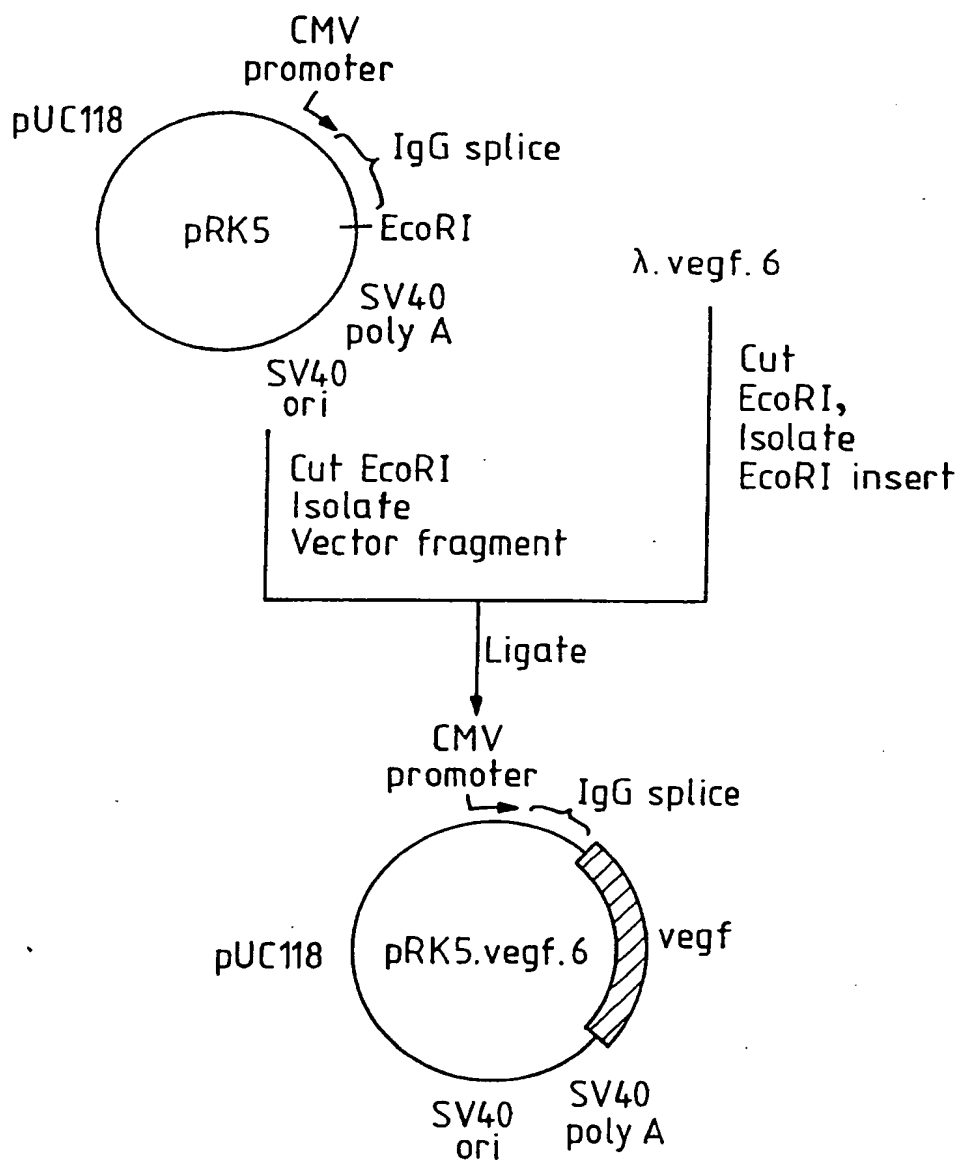 CMV
promoter
pUC118
IgG splice
pRK5
EcoRI
SV40
poly A
SV40
ori
λ.vegf.6
Cut
EcoRI,
Isolate
EcoRI insert
Cut EcoRI
Isolate
Vector fragment
Ligate
CMV
promoter
IgG splice
pUC118
pRK5.vegf.6
vegf
SV40
poly A
SV40
ori